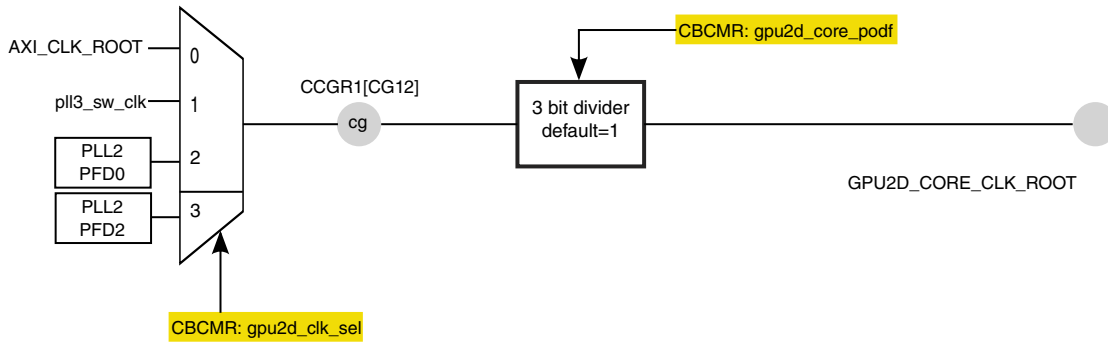 CBCMR: gpu2d_core_podf
AXI_CLK_ROOT
0
pll3_sw_clk
1
CCGR1[CG12]
cg
3 bit divider
default=1
PLL2
PFD0
2
PLL2
PFD2
3
GPU2D_CORE_CLK_ROOT
CBCMR: gpu2d_clk_sel